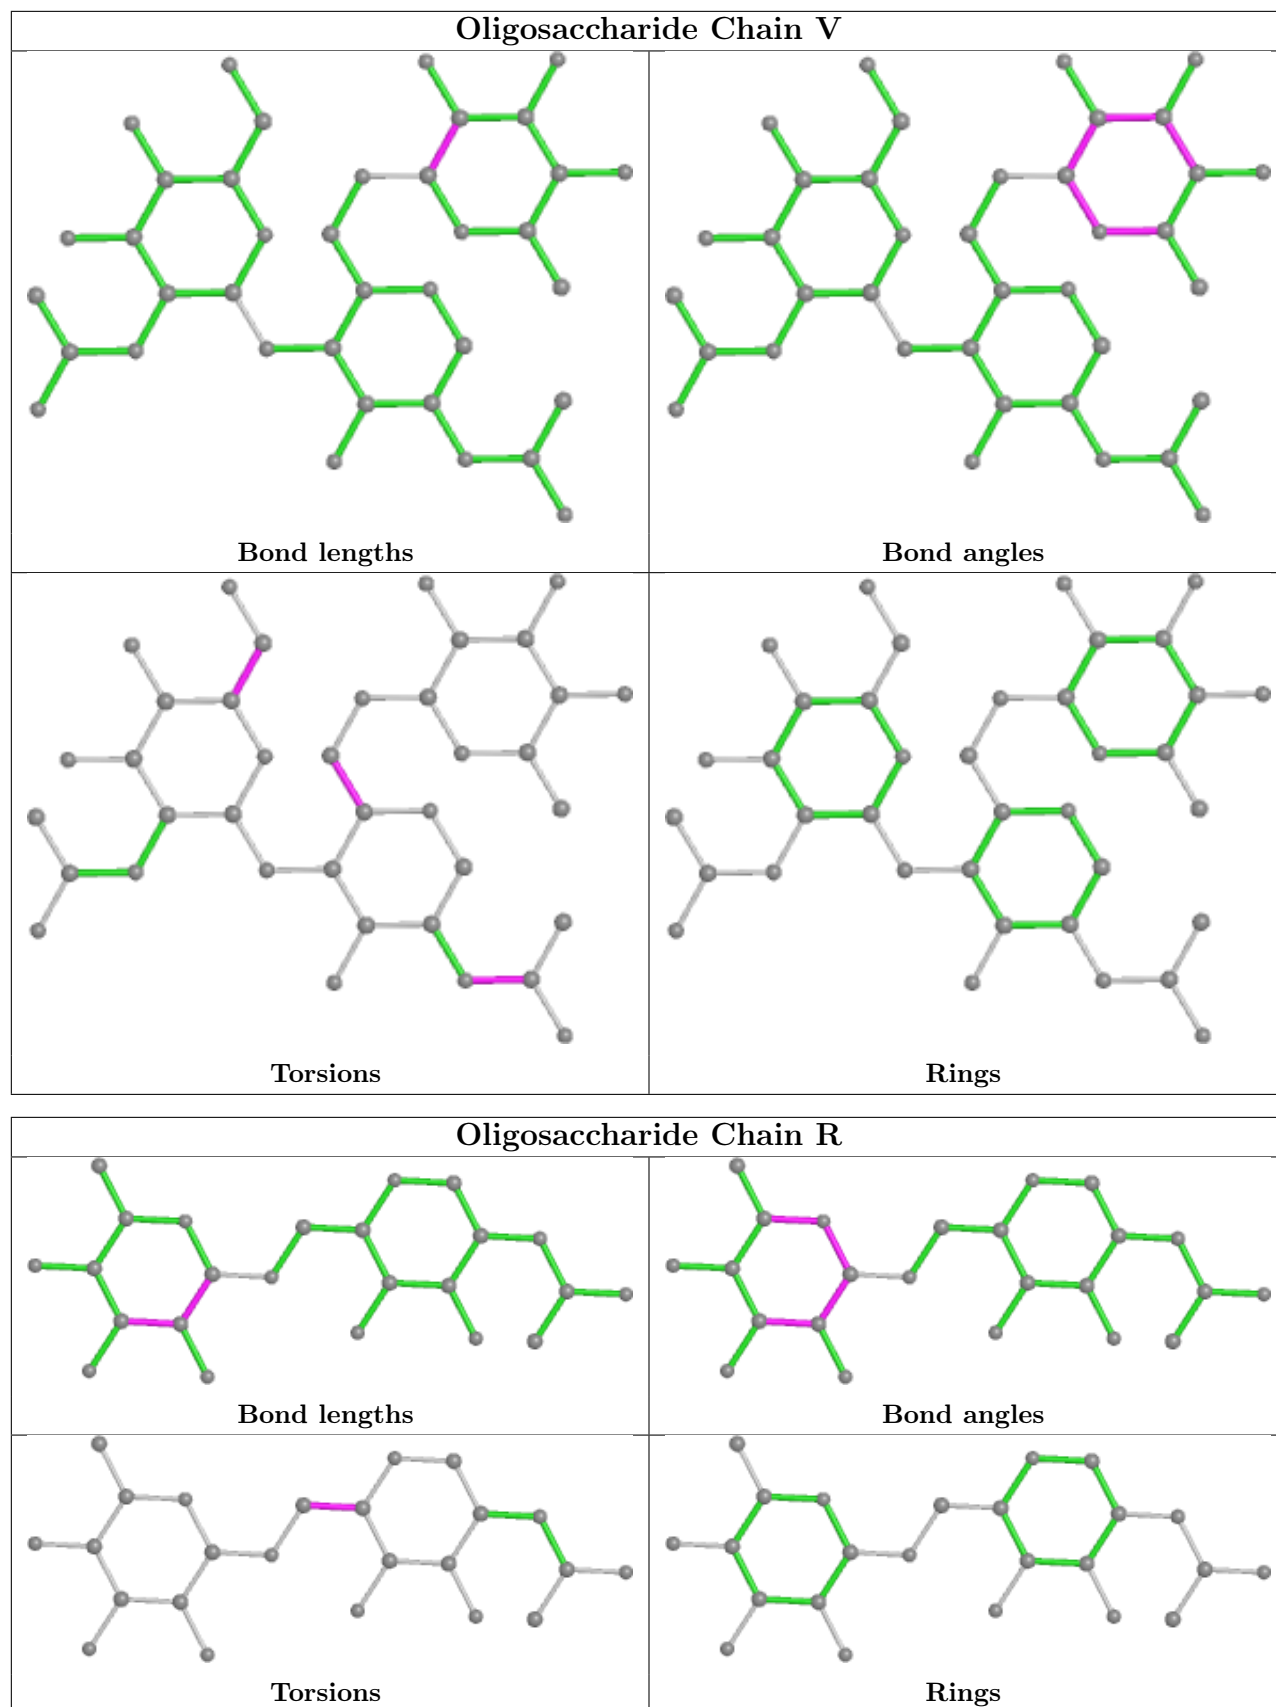 Oligosaccharide Chain V
Bond lengths
Bond angles
Torsions
Rings
Oligosaccharide Chain R
Bond lengths
Bond angles
Torsions
Rings